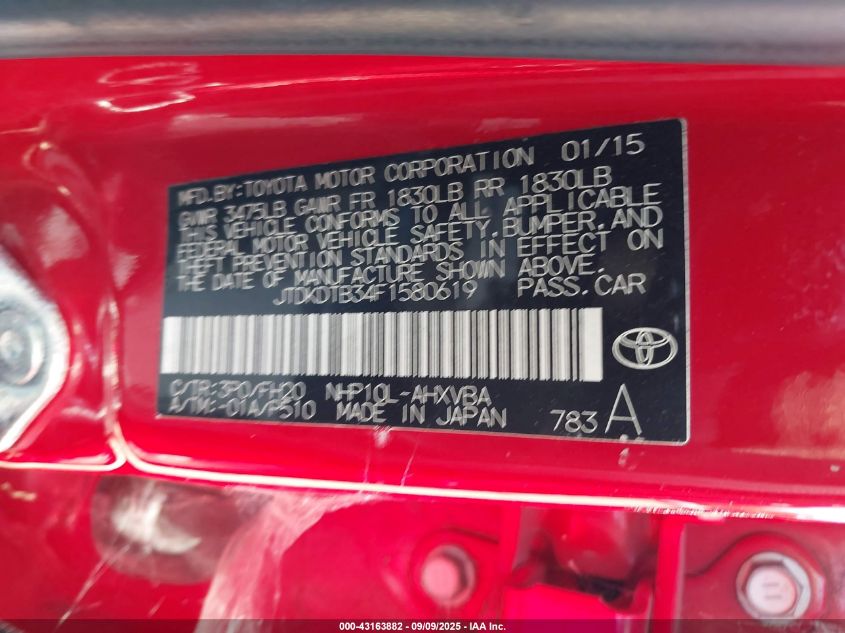 MFD.BY:TOYOTA MOTOR CORPORATION 01/15
GVWR 3475LB GAWR FR 1830LB RR 1830LB
THIS VEHICLE CONFORMS TO ALL APPLICABLE
FEDERAL MOTOR VEHICLE SAFETY,BUMPER,AND
THEFT PREVENTION STANDARDS IN EFFECT ON
THE DATE OF MANUFACTURE SHOWN ABOVE.
JTDKDTB34F1580619 PASS.CAR
C/TR:3P0/FH20 NHP10L-AHXVBA
A/TM:-01A/P510 MADE IN JAPAN 783 A
000-43163882 - 09/09/2025 - IAA Inc.